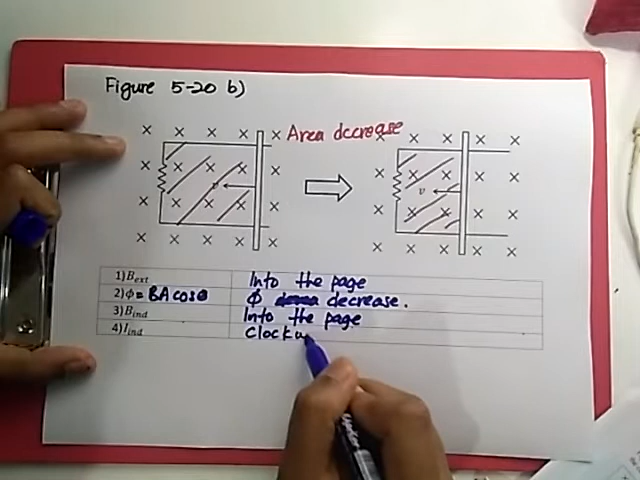 Figure 5-20 b)
Area decrease
v
v
1) B_ext Into the page
2) Φ = BA cos θ Φ decrease.
3) B_ind Into the page
4) I_ind Clockw